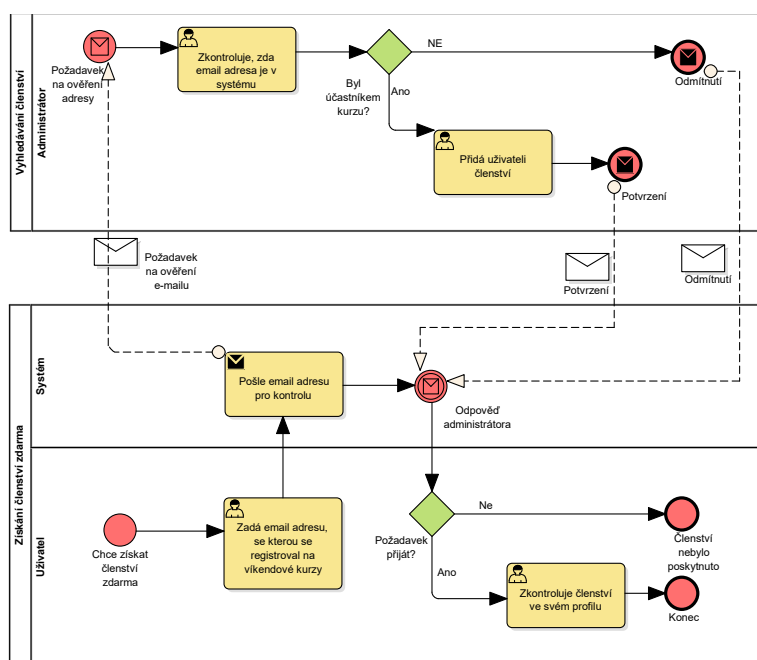 Vyhledávání členství
Administrátor
Požadavek
na ověření
adresy
Zkontroluje, zda
email adresa je v
systému
Byl
účastníkem
kurzu?
NE
Ano
Odmítnutí
Přidá uživateli
členství
Potvrzení
Požadavek
na ověření
e-mailu
Potvrzení
Odmítnutí
Získání členství zdarma
Systém
Pošle email adresu
pro kontrolu
Odpověď
administrátora
Uživatel
Chce získat
členství
zdarma
Zadá email adresu,
se kterou se
registroval na
víkendové kurzy
Požadavek
přiját?
Ne
Ano
Členství
nebylo
poskytnuto
Zkontroluje členství
ve svém profilu
Konec